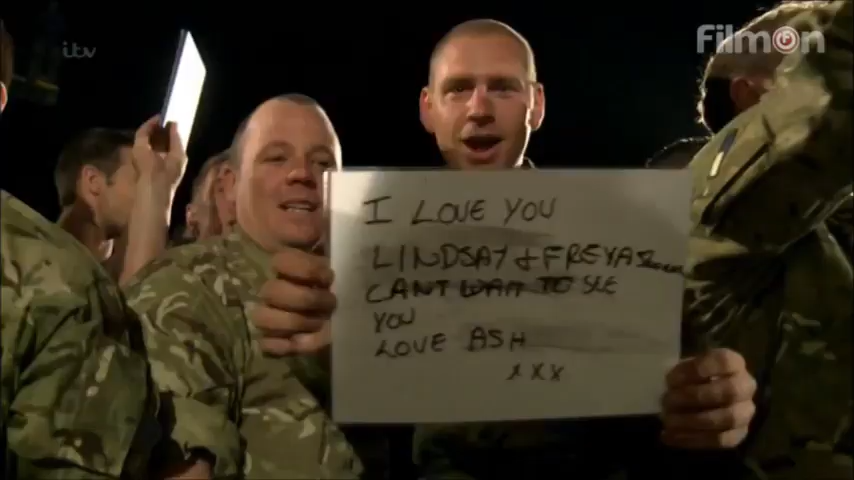 itv
FilmOn
I LOVE YOU
LINDSAY & FREYA
CANT WAIT TO SEE
YOU
LOVE ASH
xxx